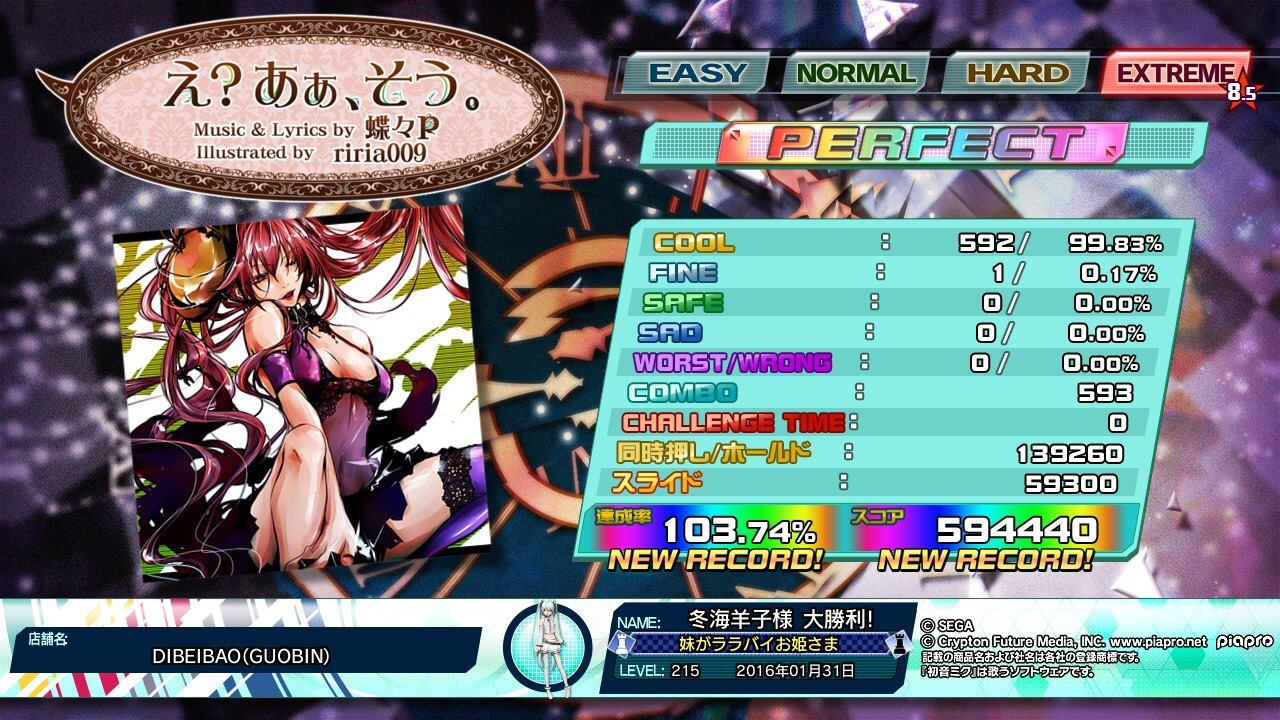 え?あぁ、そう。
Music & Lyrics by 蝶々P
Illustrated by riria009
EASY NORMAL HARD EXTREME
8.5
PERFECT
COOL : 592 / 99.83%
FINE : 1 / 0.17%
SAFE : 0 / 0.00%
SAD : 0 / 0.00%
WORST/WRONG : 0 / 0.00%
COMBO : 593
CHALLENGE TIME : 0
同時押し/ホールド : 139260
スライド : 59300
達成率 103.74% スコア 594440
NEW RECORD! NEW RECORD!
店舗名
DIBEIBAO(GUOBIN)
NAME: 冬海羊子様 大勝利!
妹がララバイお姫さま
LEVEL: 215 2016年01月31日
© SEGA
© Crypton Future Media, INC. www.piapro.net piapro
記載の商品名および社名は各社の登録商標です。
『初音ミク』は歌うソフトウェアです。